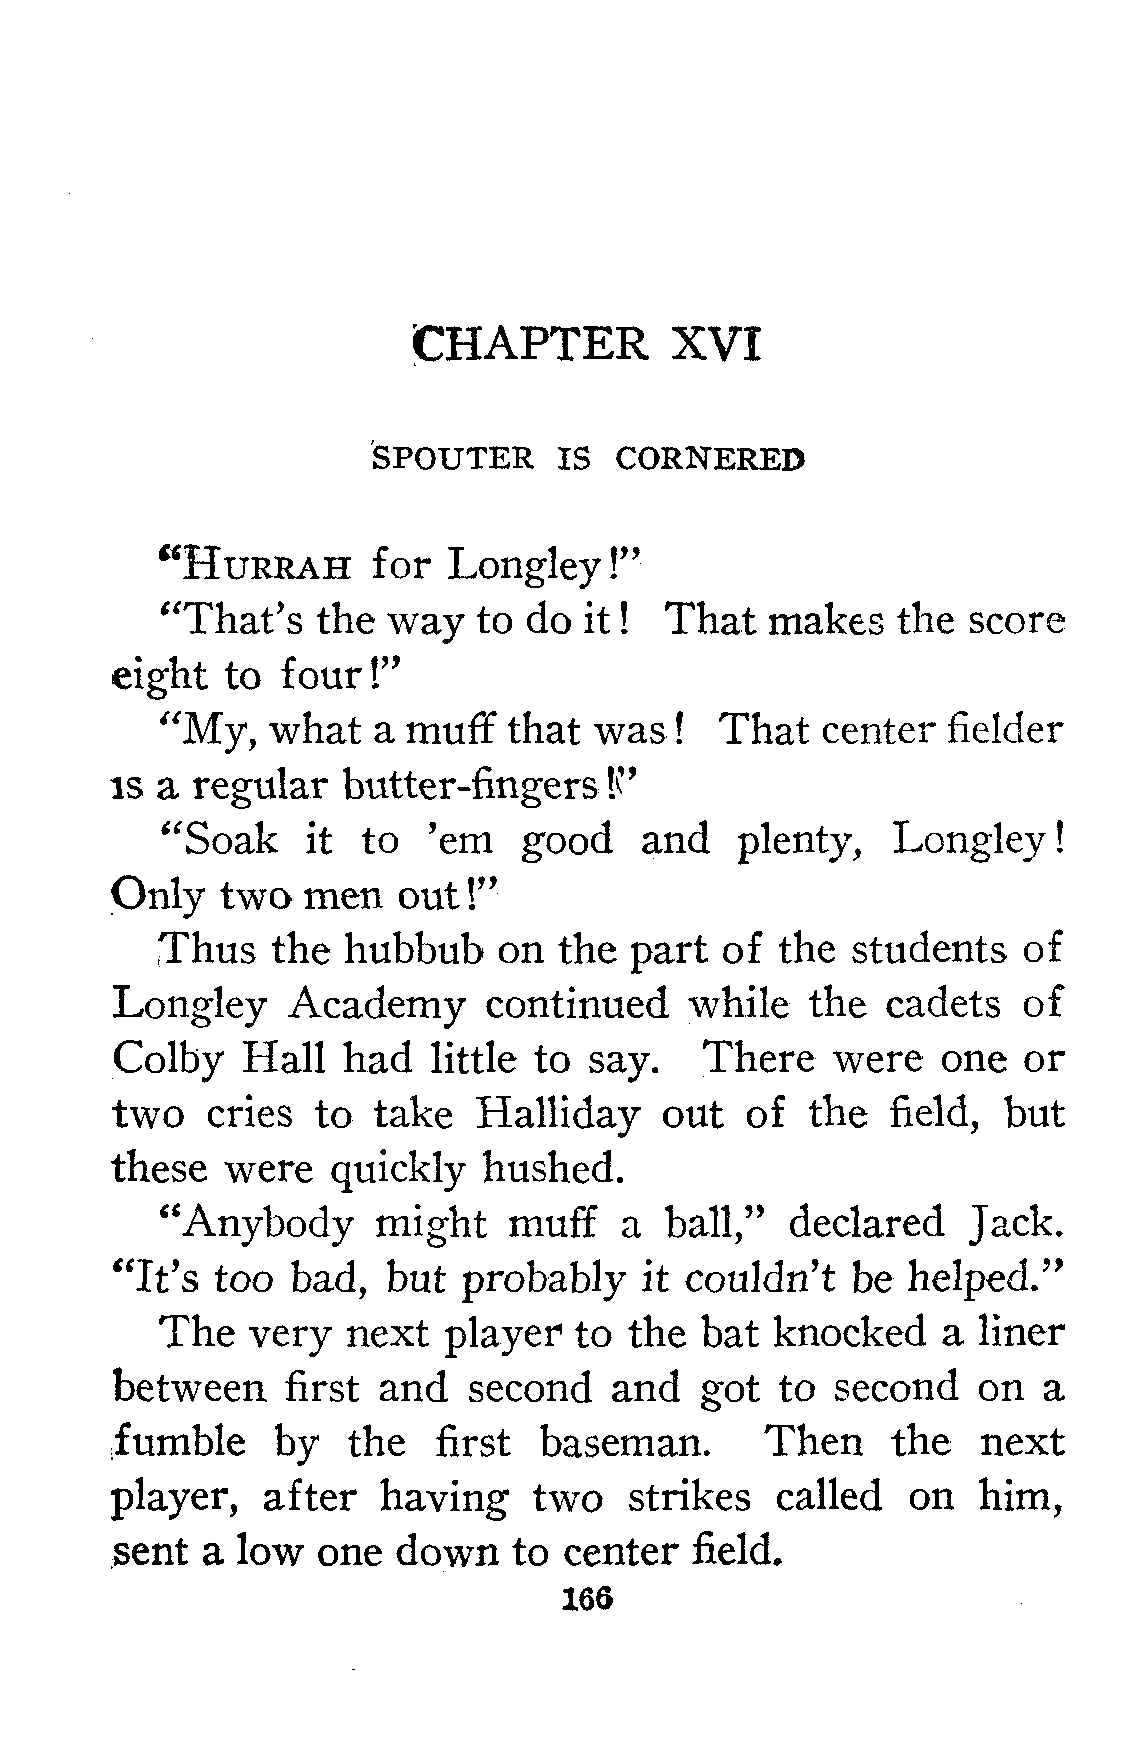 CHAPTER XVI
SPOUTER IS CORNERED
“HURRAH for Longley!”
“That’s the way to do it! That makes the score
eight to four!”
“My, what a muff that was! That center fielder
is a regular butter-fingers!”
“Soak it to ’em good and plenty, Longley!
Only two men out!”
Thus the hubbub on the part of the students of
Longley Academy continued while the cadets of
Colby Hall had little to say. There were one or
two cries to take Halliday out of the field, but
these were quickly hushed.
“Anybody might muff a ball,” declared Jack.
“It’s too bad, but probably it couldn’t be helped.”
The very next player to the bat knocked a liner
between first and second and got to second on a
fumble by the first baseman. Then the next
player, after having two strikes called on him,
sent a low one down to center field.
166